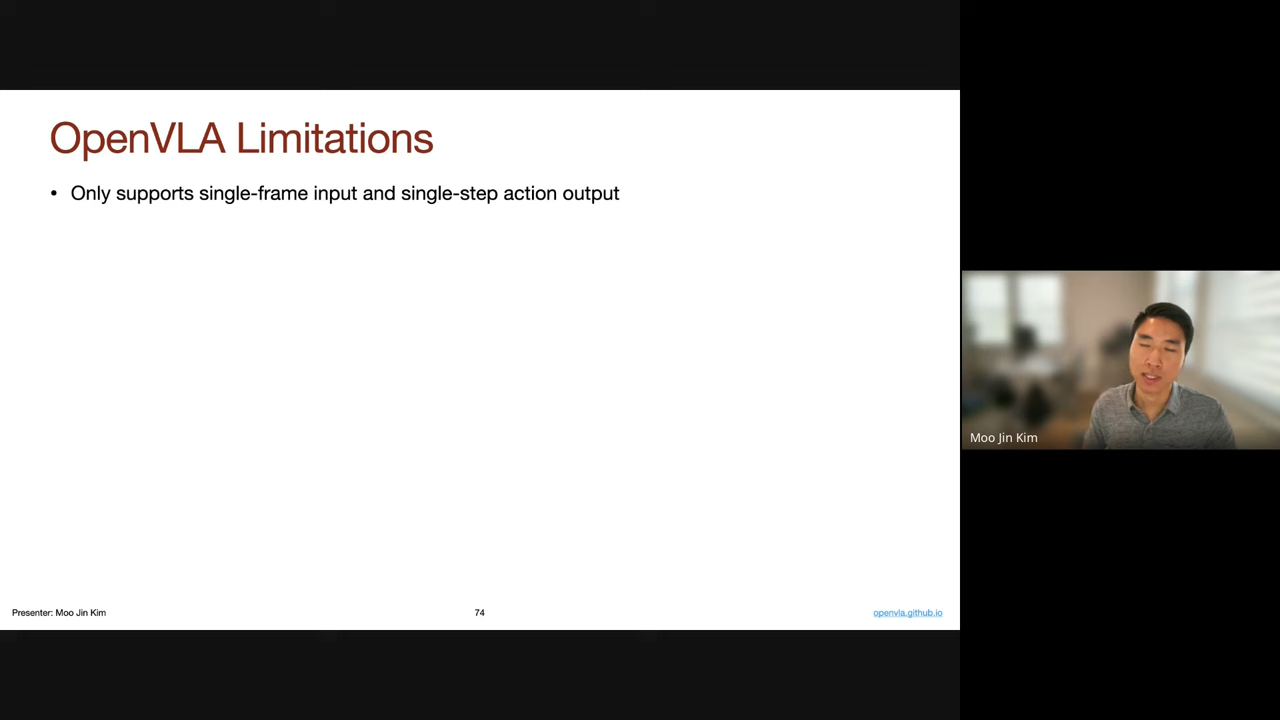 OpenVLA Limitations
• Only supports single-frame input and single-step action output
Moo Jin Kim
Presenter: Moo Jin Kim
74
openvla.github.io